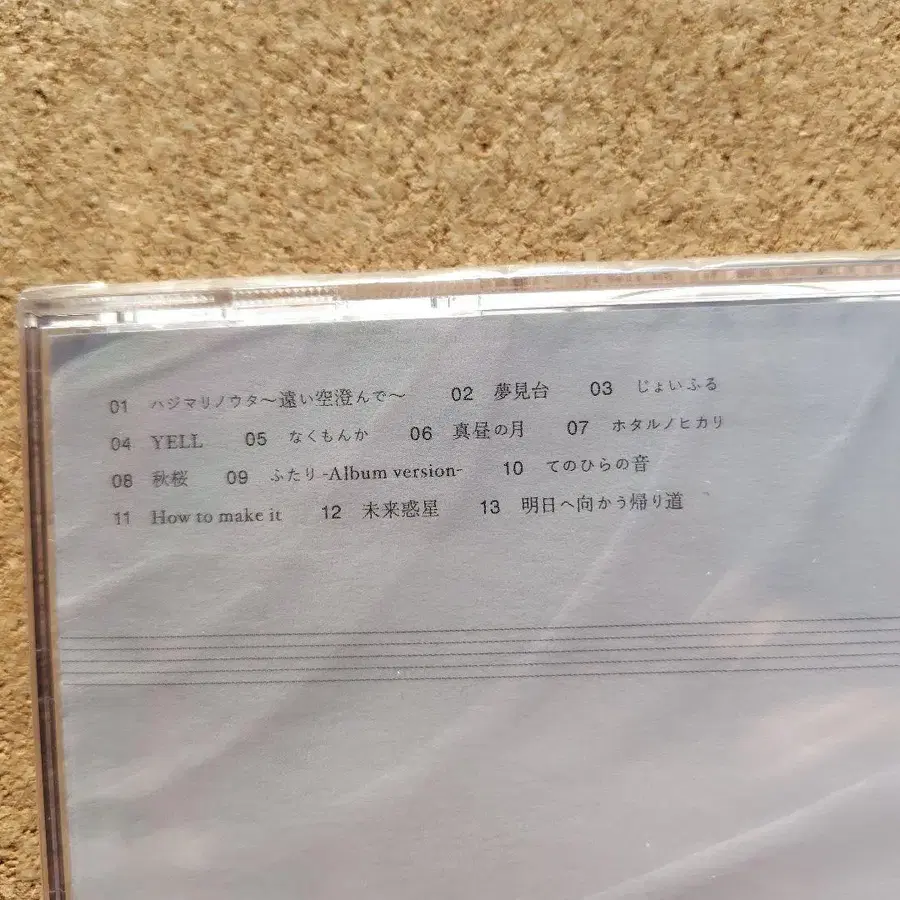 01 ハジマリノウタ〜遠い空澄んで〜 02 夢見台 03 じょいふる
04 YELL 05 なくもんか 06 真昼の月 07 ホタルノヒカリ
08 秋桜 09 ふたり -Album version- 10 てのひらの音
11 How to make it 12 未来惑星 13 明日へ向かう帰り道